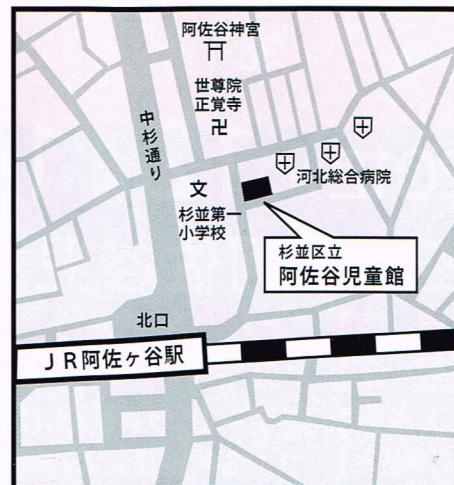 阿佐谷神宮
世尊院
正覚寺
中杉通り
文
杉並第一
小学校
河北総合病院
杉並区立
阿佐谷児童館
北口
JR阿佐ヶ谷駅